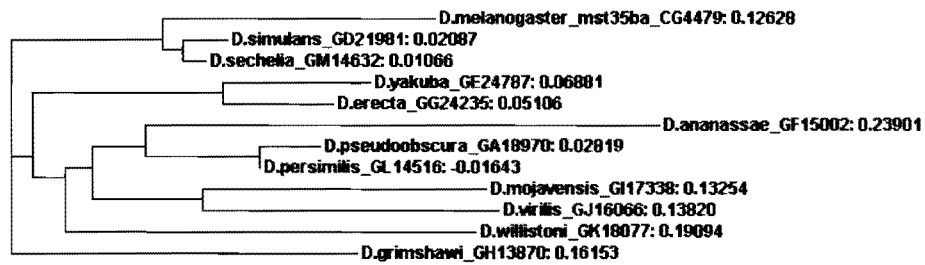 D.melanogaster_mst35ba_CG4479: 0.12628
D.simulans_GD21981: 0.02087
D.sechelia_GM14632: 0.01066
D.yakuba_GE24787: 0.06881
D.erecta_GG24235: 0.05106
D.ananassae_GF15002: 0.23901
D.pseudoobscura_GA18970: 0.02819
D.persimilis_GL14516: -0.01643
D.mojavensis_GI17338: 0.13254
D.virilis_GJ16066: 0.13820
D.willistoni_GK18077: 0.19094
D.grimshawi_GH13870: 0.16153